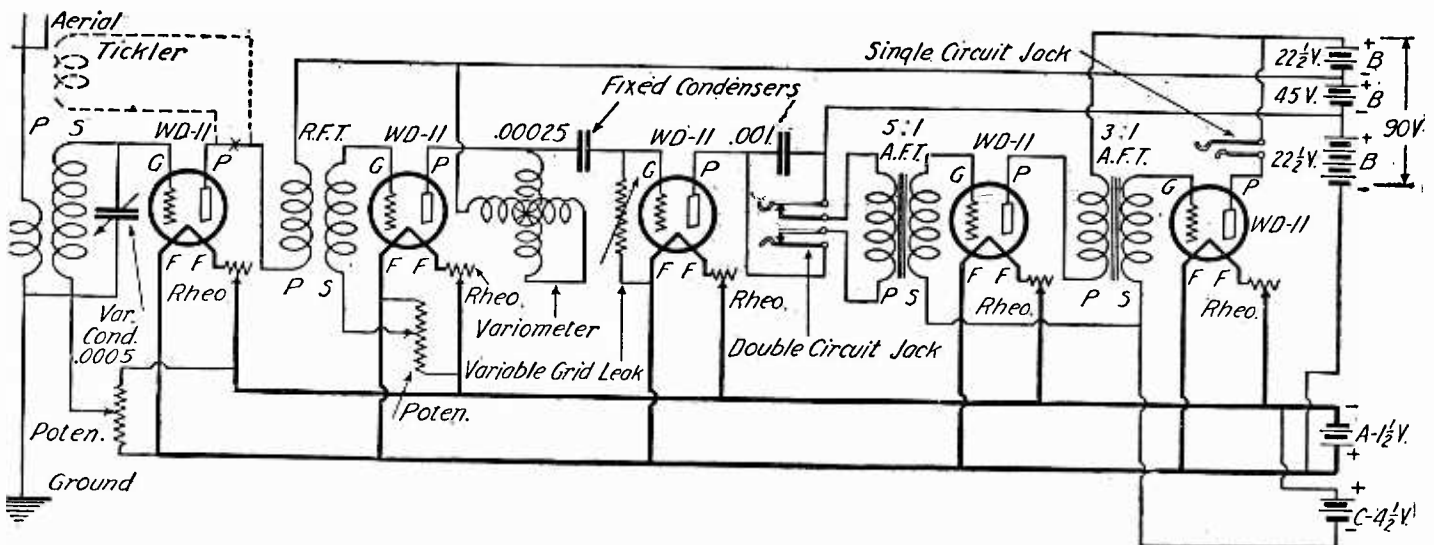 Aerial
Tickler
Single Circuit Jack
22½V.
+
B
-
+
45 V.
B
-
90V.
+
22½V.
B
-
Fixed Condensers
P S
WD-11
P
G
R.F.T.
WD-11
G
P
.00025
WD-11
G
P
.001
5:1
A.F.T.
G
WD-11
P
3:1
A.F.T.
G
P
WD-11
F F
Rheo.
P S
F F
Rheo.
Variometer
Variable Grid Leak
F F
Rheo.
P S
Double Circuit Jack
F F
Rheo.
P S
F F
Rheo.
Var.
Cond.
.0005
Poten.
Poten.
-
A-1½V.
+
Ground
+
C-4½V.
-